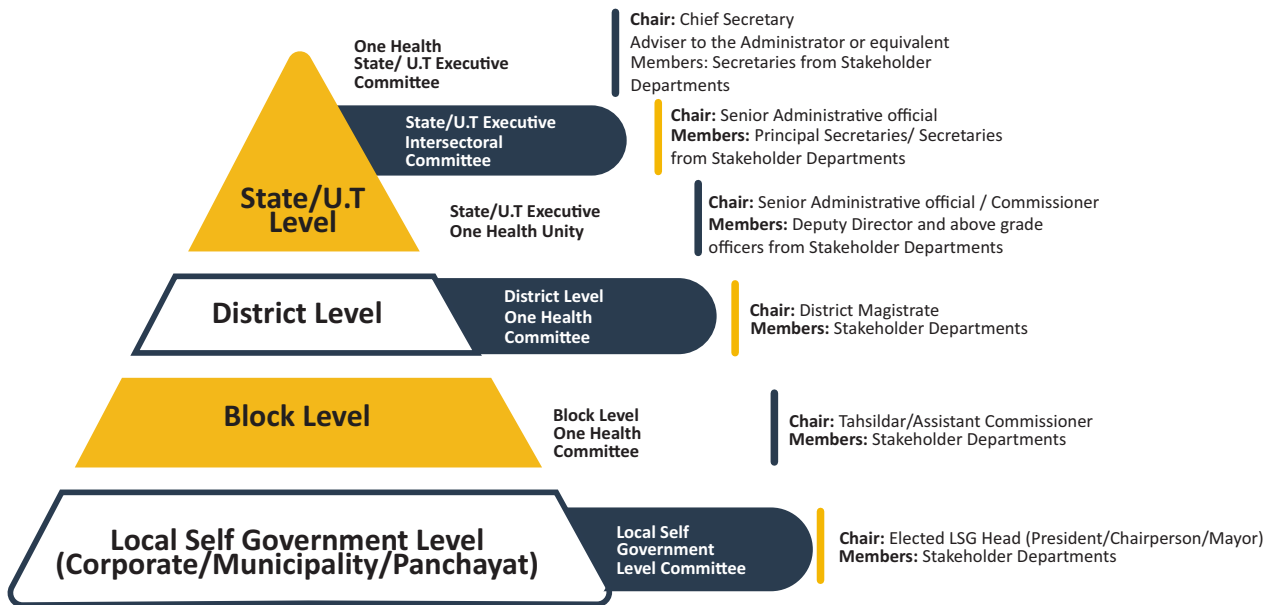 One Health
State/ U.T Executive
Committee
Chair: Chief Secretary
Adviser to the Administrator or equivalent
Members: Secretaries from Stakeholder
Departments
State/U.T Executive
Intersectoral
Committee
Chair: Senior Administrative official
Members: Principal Secretaries/ Secretaries
from Stakeholder Departments
State/U.T
Level
State/U.T Executive
One Health Unity
Chair: Senior Administrative official / Commissioner
Members: Deputy Director and above grade
officers from Stakeholder Departments
District Level
District Level
One Health
Committee
Chair: District Magistrate
Members: Stakeholder Departments
Block Level
Block Level
One Health
Committee
Chair: Tahsildar/Assistant Commissioner
Members: Stakeholder Departments
Local Self Government Level
(Corporate/Municipality/Panchayat)
Local Self
Government
Level Committee
Chair: Elected LSG Head (President/Chairperson/Mayor)
Members: Stakeholder Departments